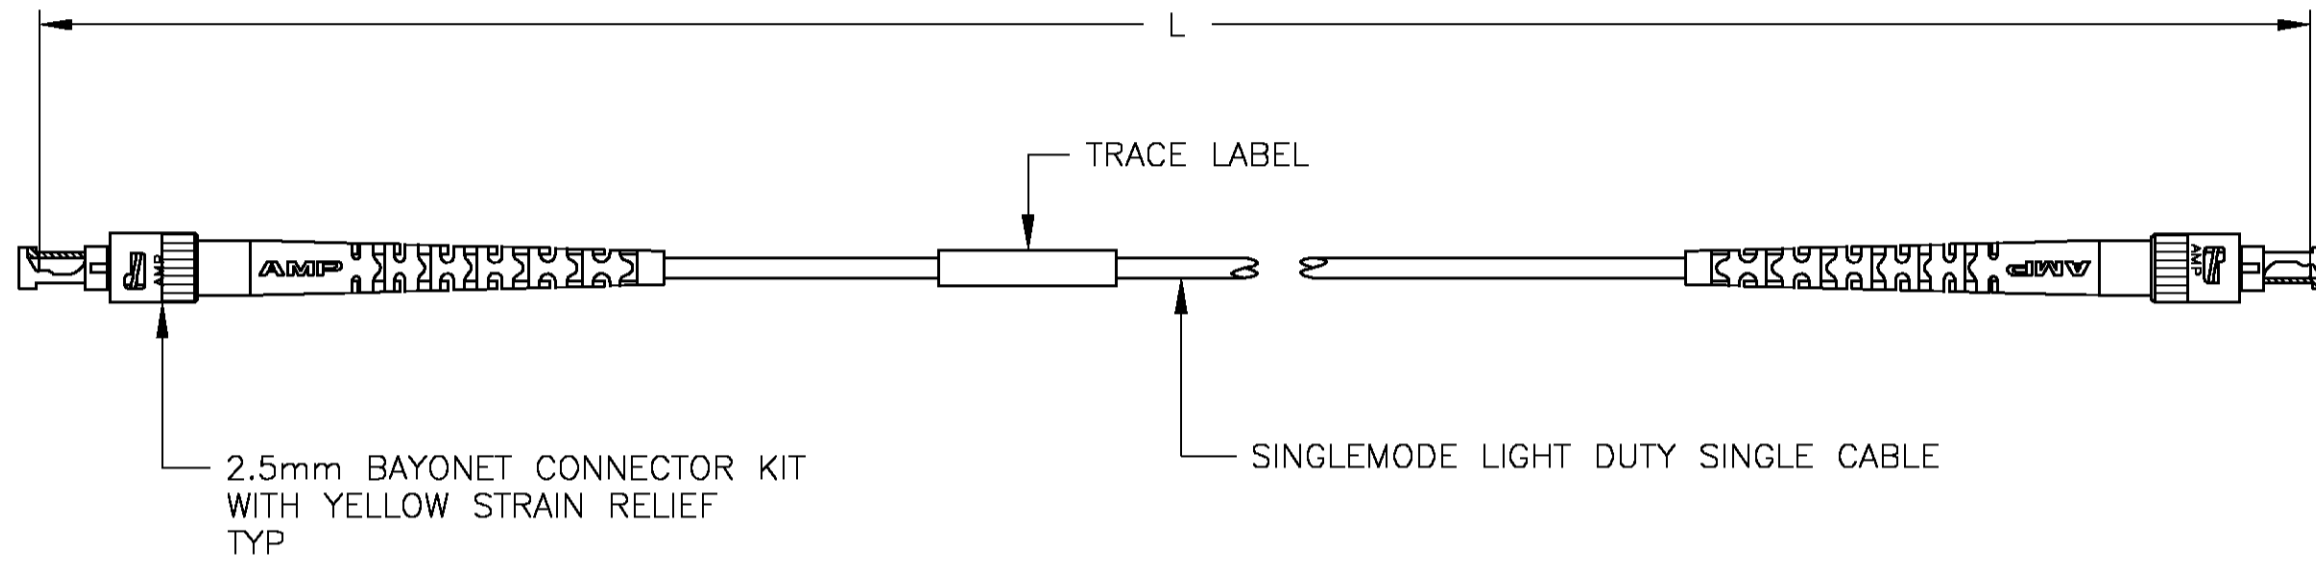 L
TRACE LABEL
AMP
AMP
AMP
AMP
SINGLEMODE LIGHT DUTY SINGLE CABLE
2.5mm BAYONET CONNECTOR KIT
WITH YELLOW STRAIN RELIEF
TYP